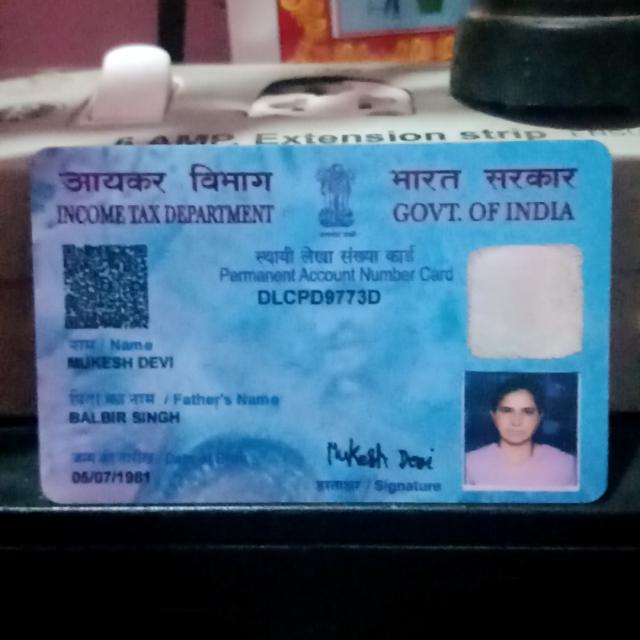 6 AMP. Extension strip
आयकर विभाग
INCOME TAX DEPARTMENT
भारत सरकार
GOVT. OF INDIA
स्थायी लेखा संख्या कार्ड
Permanent Account Number Card
DLCPD9773D
नाम / Name
MUKESH DEVI
पिता का नाम / Father's Name
BALBIR SINGH
जन्म की तारीख / Date of Birth
05/07/1981
Mukesh Devi
हस्ताक्षर / Signature